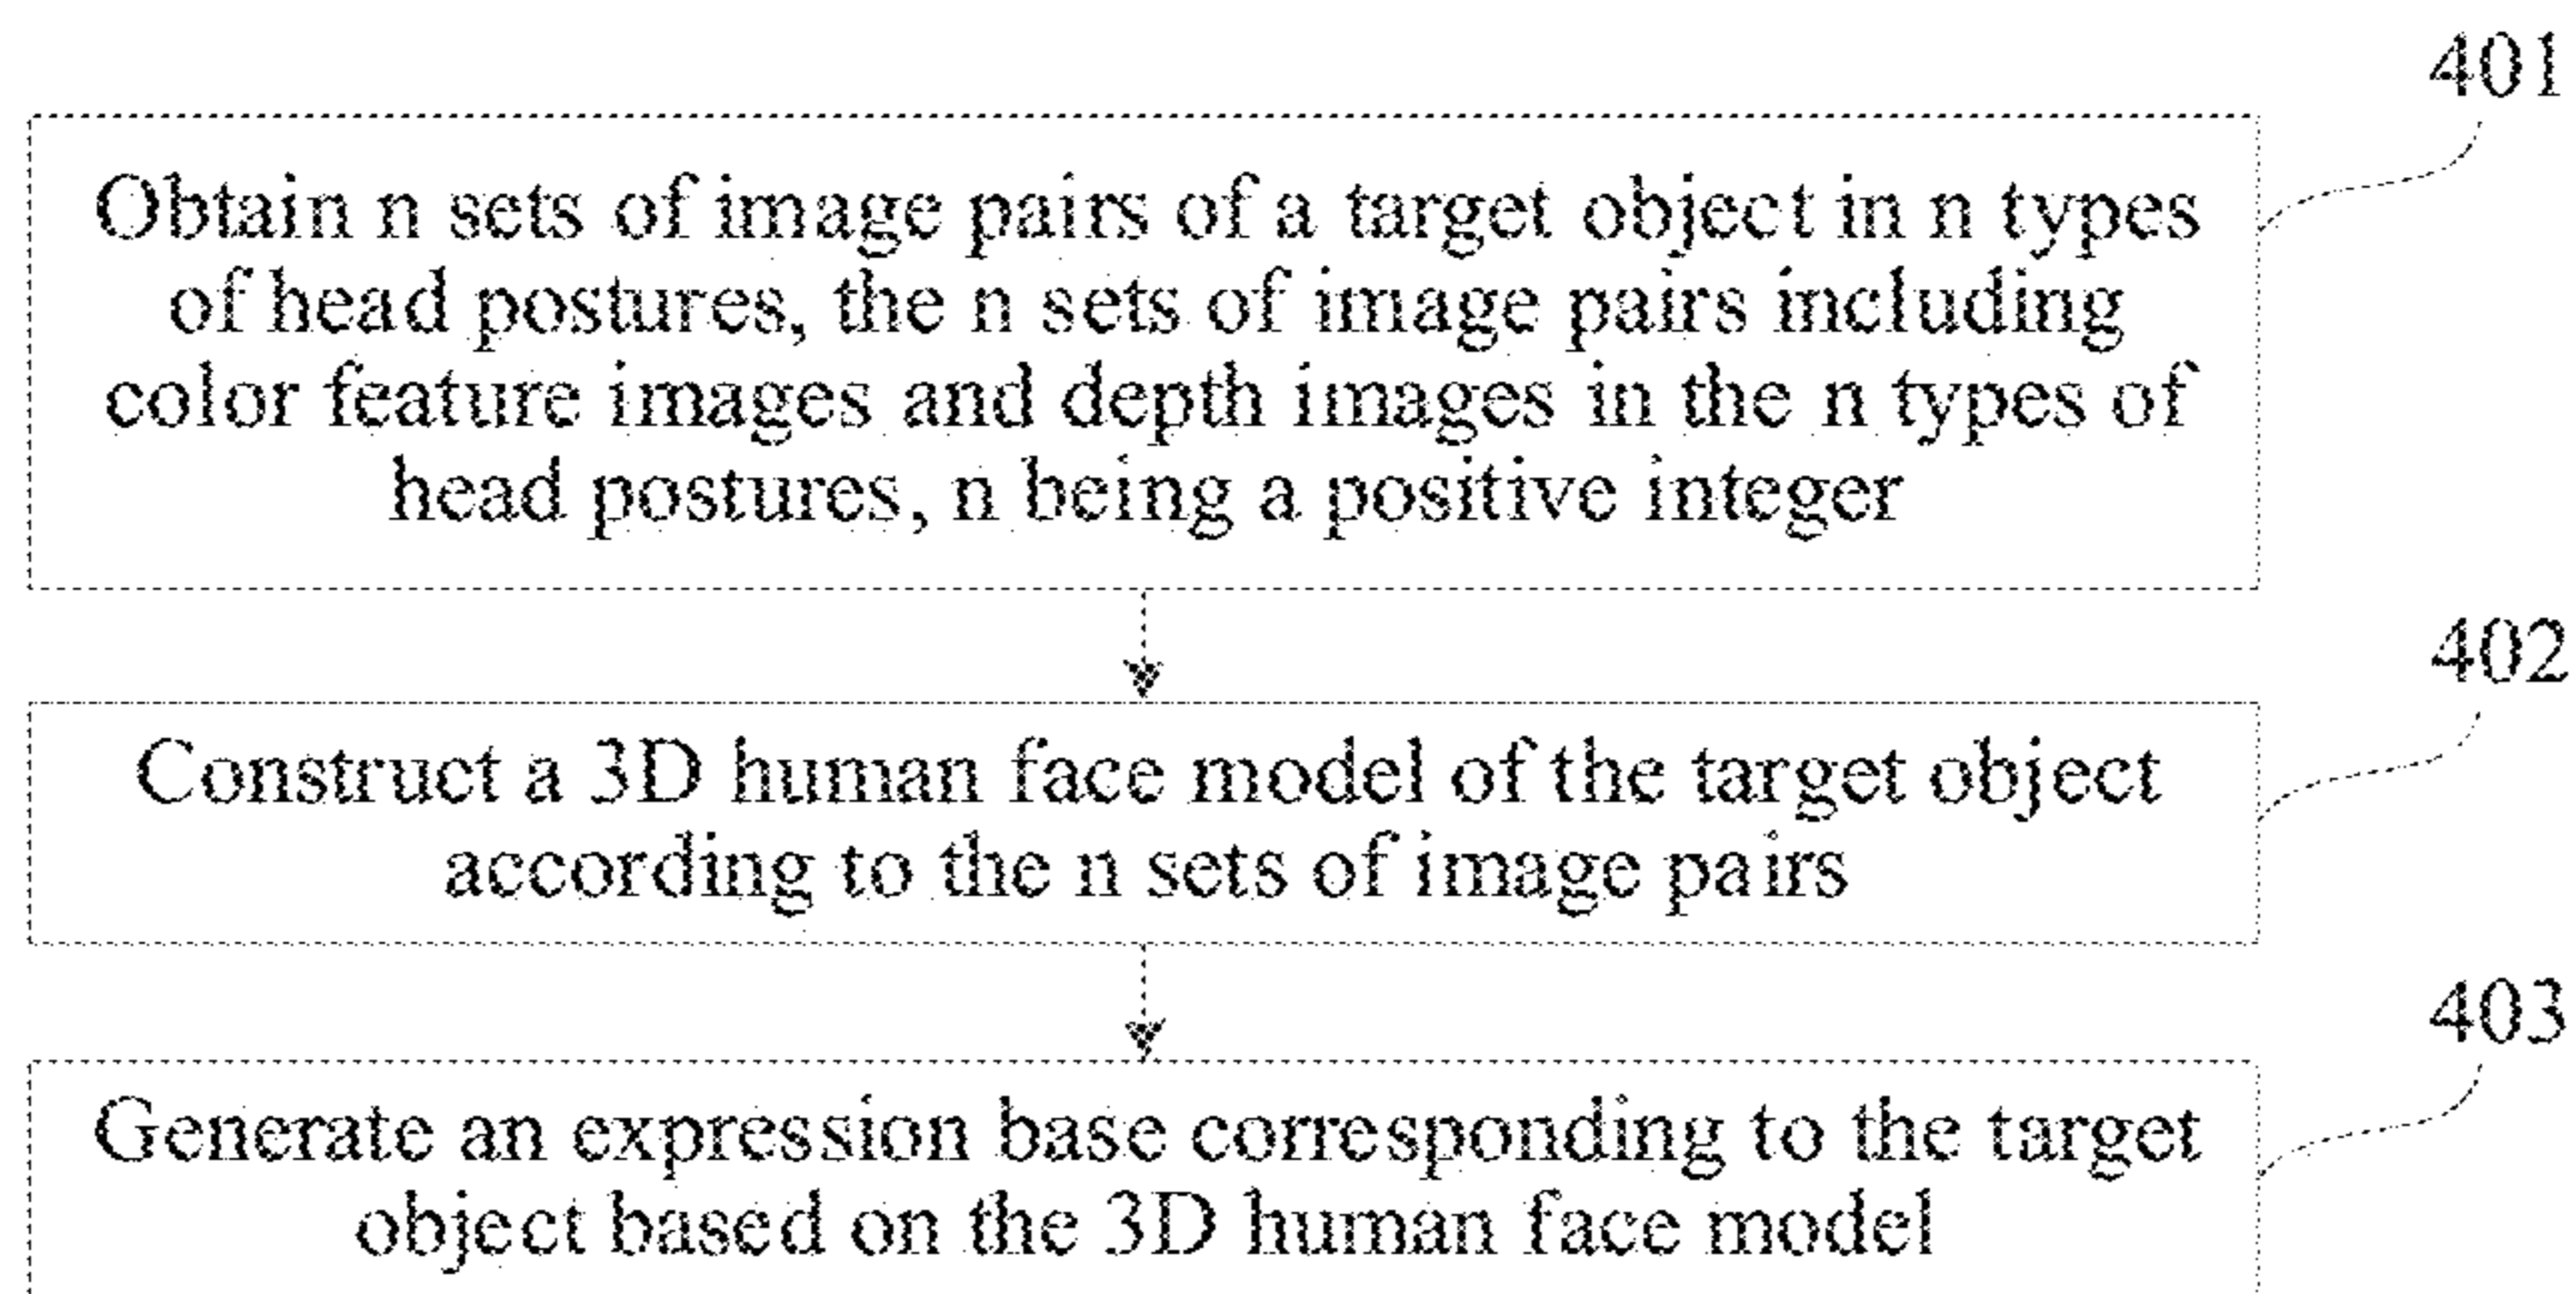 401
Obtain n sets of image pairs of a target object in n types
of head postures, the n sets of image pairs including
color feature images and depth images in the n types of
head postures, n being a positive integer
402
Construct a 3D human face model of the target object
according to the n sets of image pairs
403
Generate an expression base corresponding to the target
object based on the 3D human face model